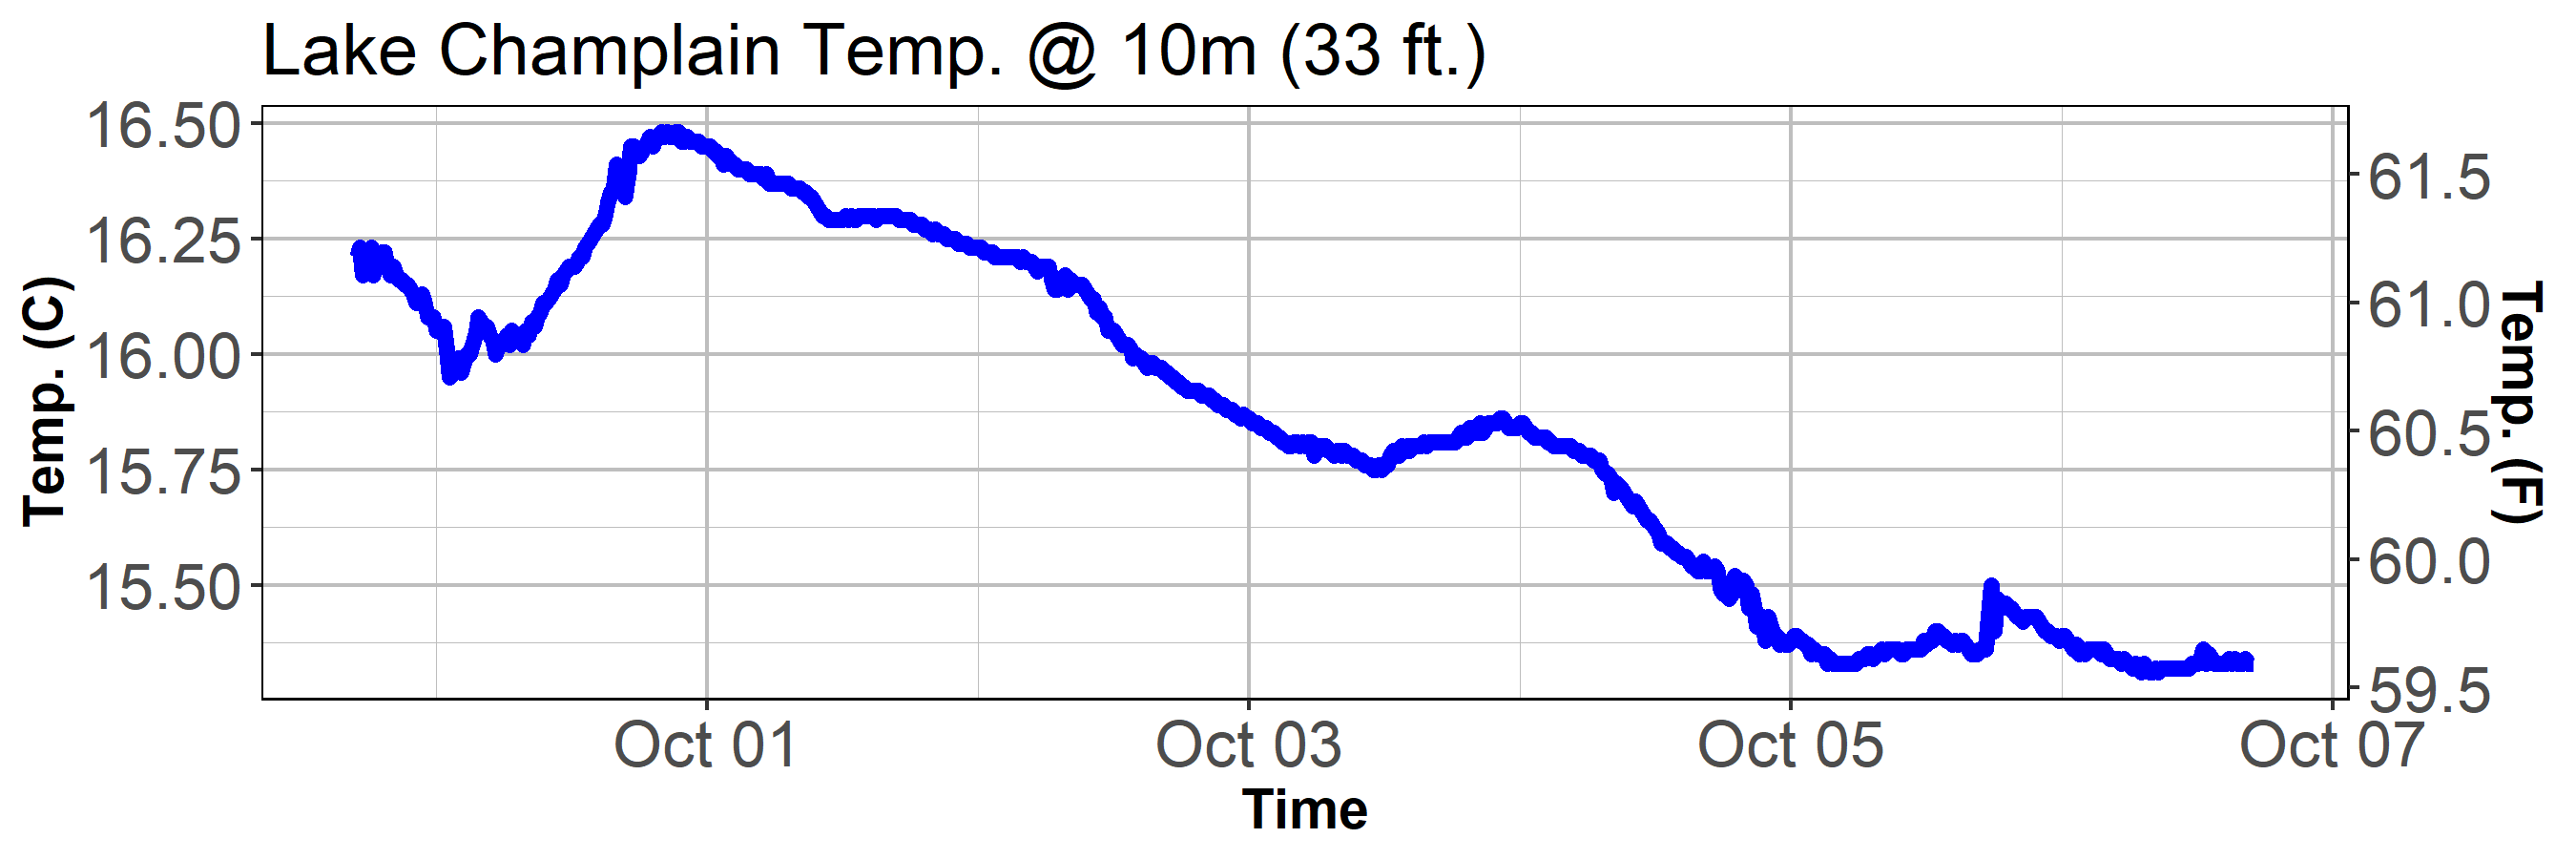 Lake Champlain Temp. @ 10m (33 ft.)
Temp. (C)
16.50
16.25
16.00
15.75
15.50
61.5
61.0
60.5
60.0
59.5
Temp. (F)
Oct 01 Oct 03 Oct 05 Oct 07
Time